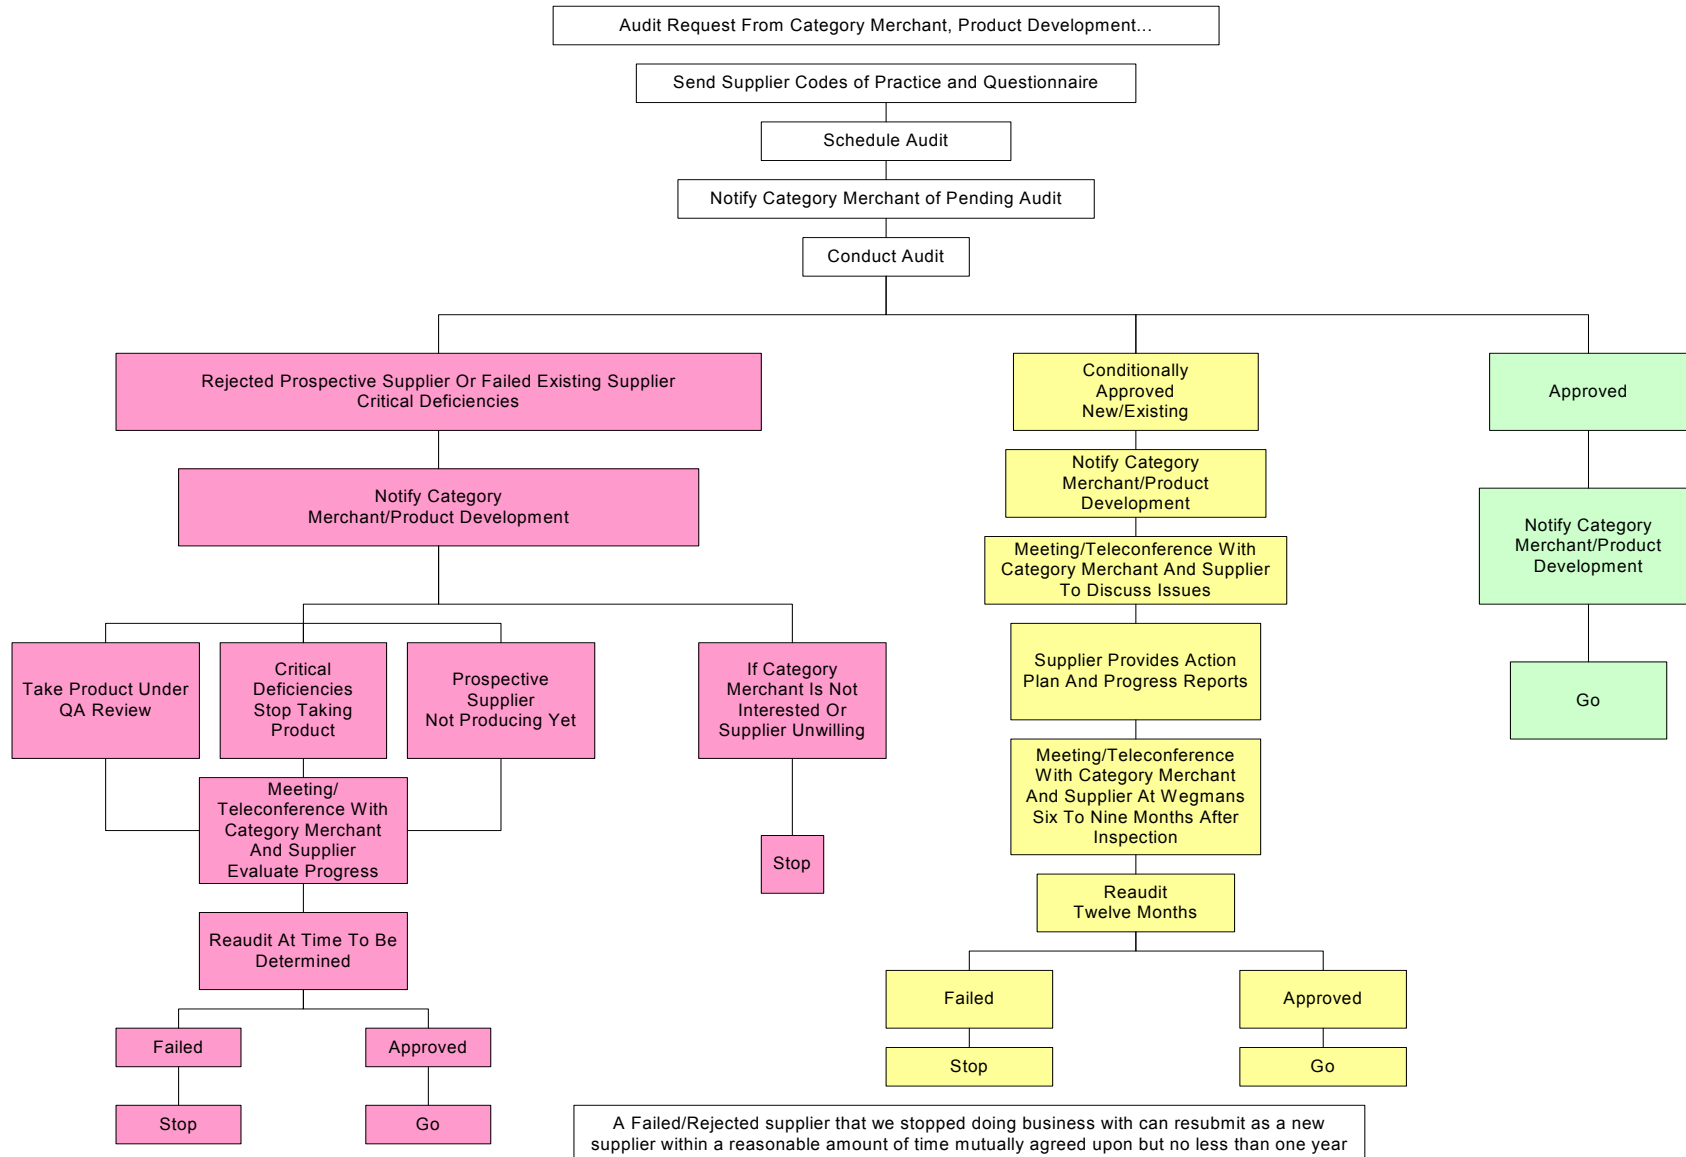 Audit Request From Category Merchant, Product Development...
Send Supplier Codes of Practice and Questionnaire
Schedule Audit
Notify Category Merchant of Pending Audit
Conduct Audit
Rejected Prospective Supplier Or Failed Existing Supplier
Critical Deficiencies
Notify Category
Merchant/Product Development
Take Product Under
QA Review
Critical
Deficiencies
Stop Taking
Product
Prospective
Supplier
Not Producing Yet
If Category
Merchant Is Not
Interested Or
Supplier Unwilling
Meeting/
Teleconference With
Category Merchant
And Supplier
Evaluate Progress
Stop
Reaudit At Time To Be
Determined
Failed
Approved
Stop
Go
Conditionally
Approved
New/Existing
Notify Category
Merchant/Product
Development
Meeting/Teleconference With
Category Merchant And Supplier
To Discuss Issues
Supplier Provides Action
Plan And Progress Reports
Meeting/Teleconference
With Category Merchant
And Supplier At Wegmans
Six To Nine Months After
Inspection
Reaudit
Twelve Months
Failed
Approved
Stop
Go
Approved
Notify Category
Merchant/Product
Development
Go
A Failed/Rejected supplier that we stopped doing business with can resubmit as a new
supplier within a reasonable amount of time mutually agreed upon but no less than one year